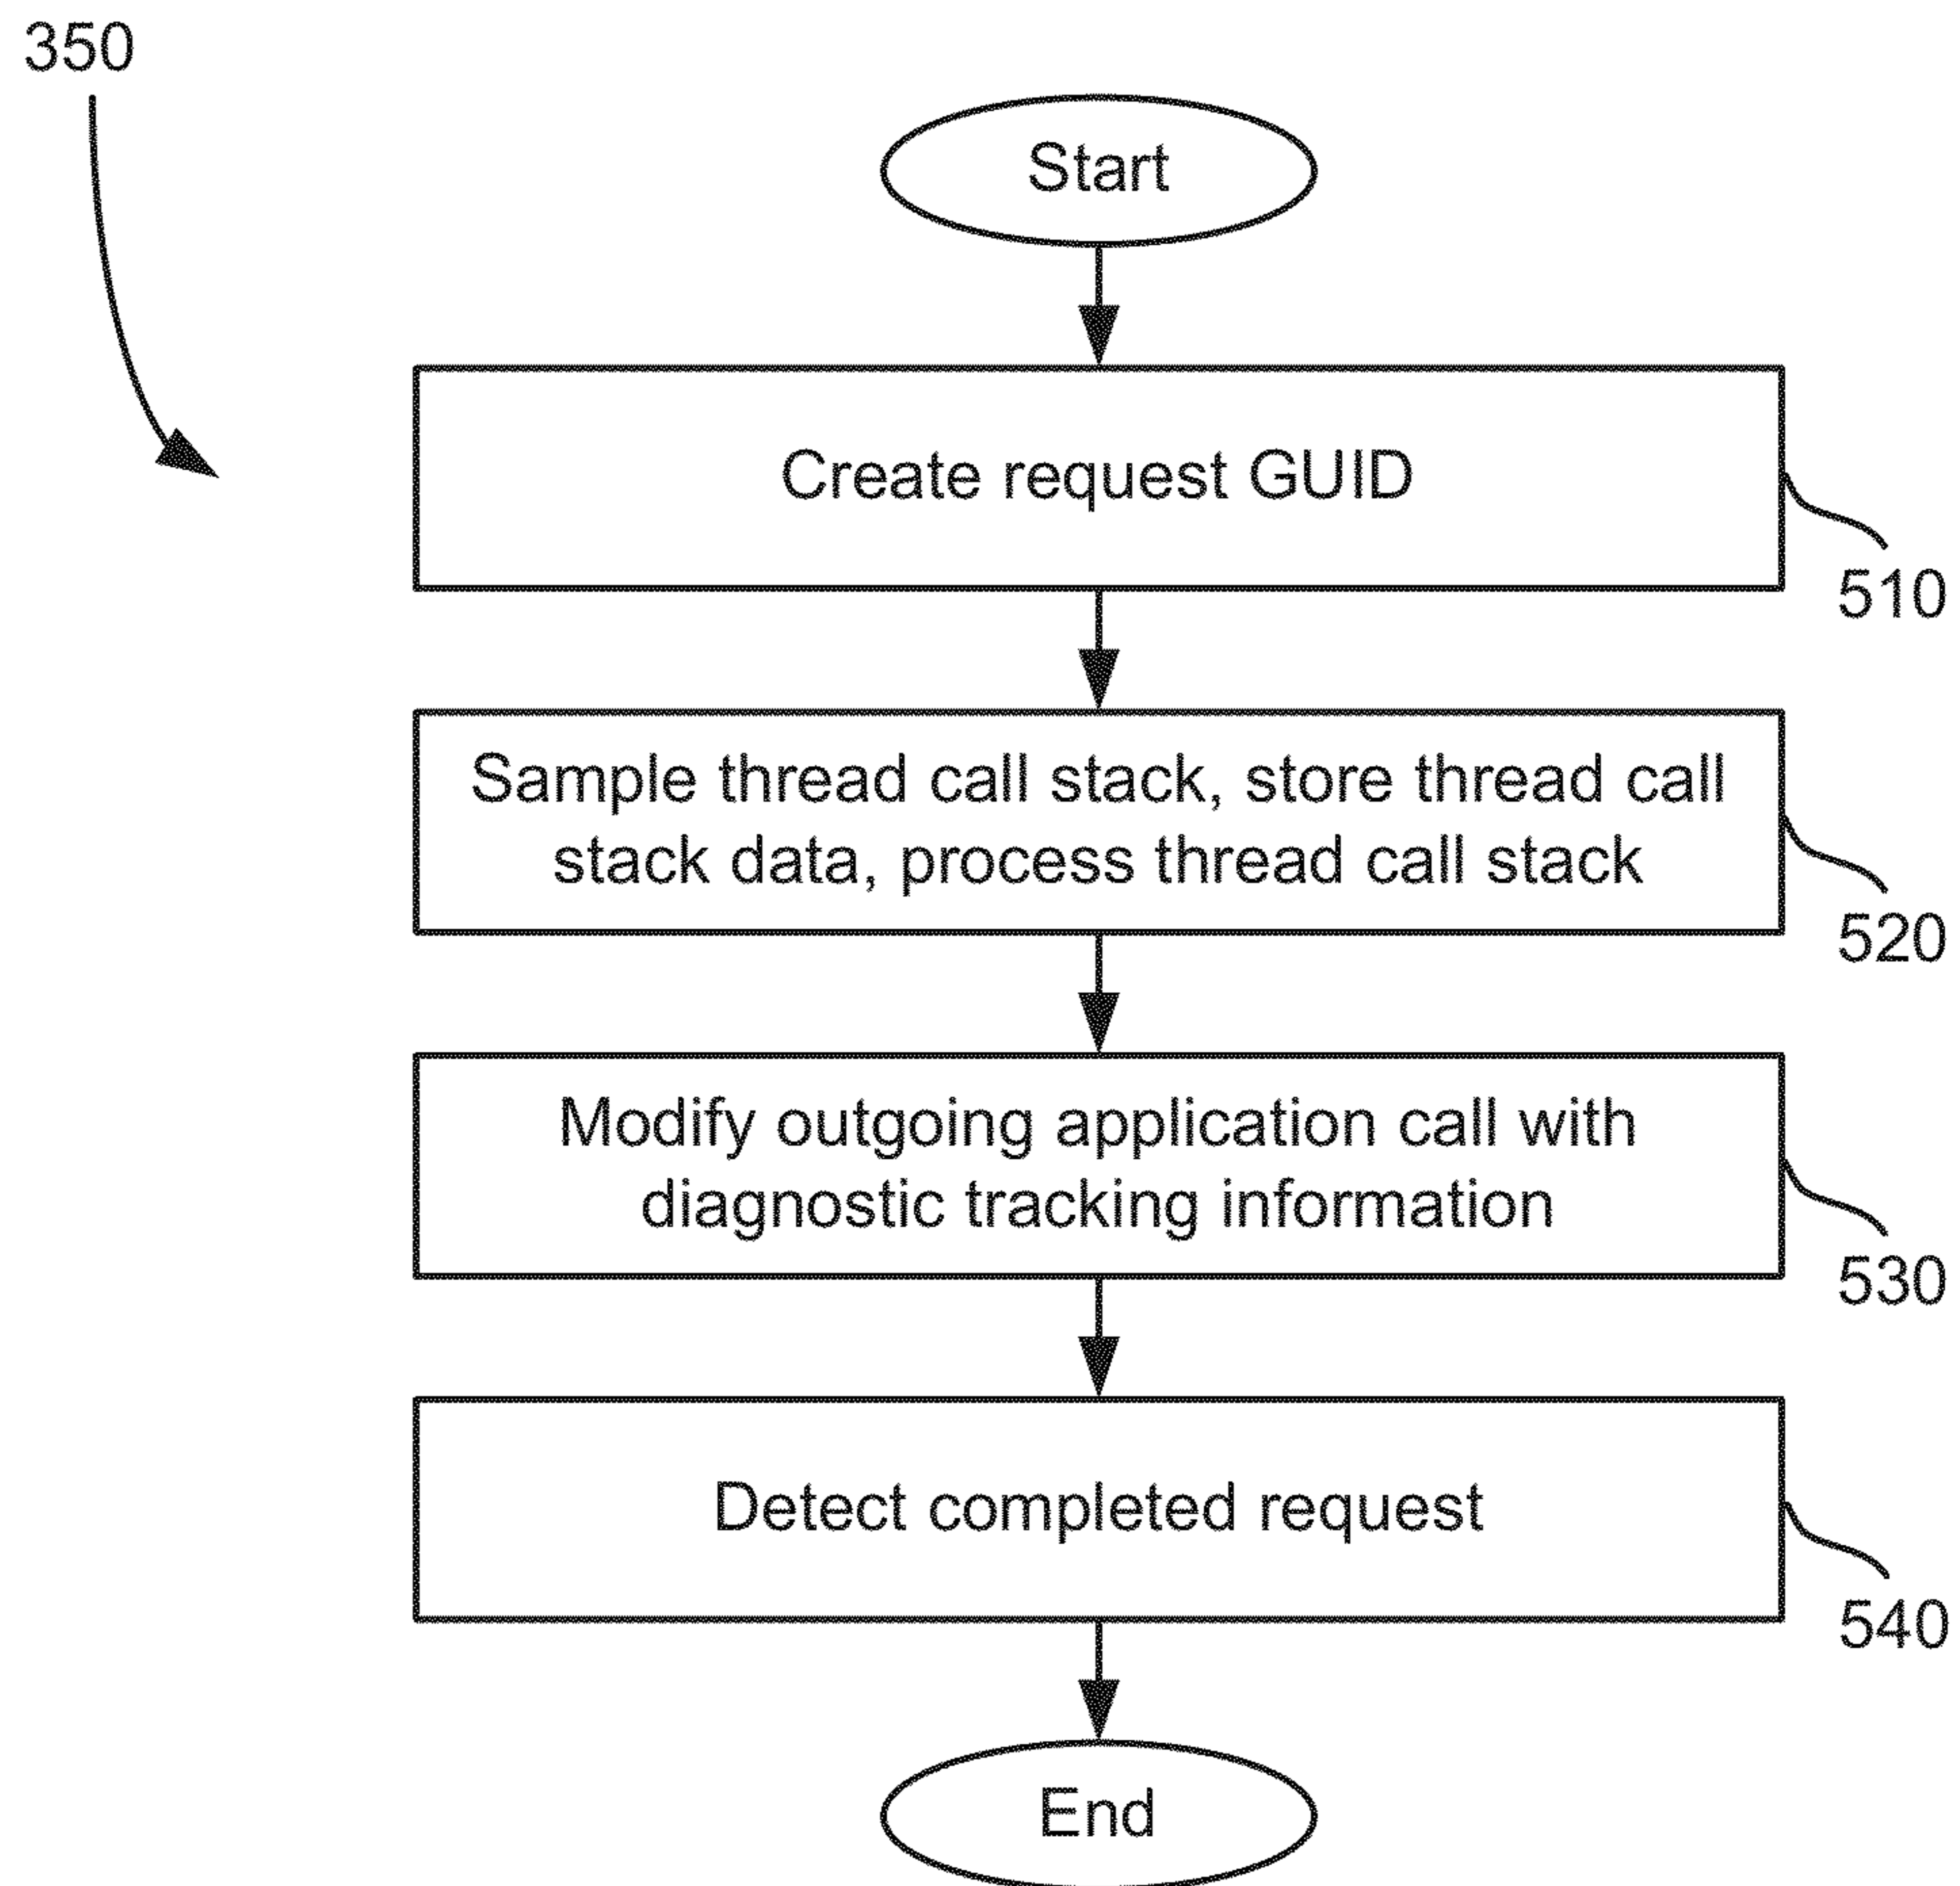 350
Start
Create request GUID
510
Sample thread call stack, store thread call
stack data, process thread call stack
520
Modify outgoing application call with
diagnostic tracking information
530
Detect completed request
540
End